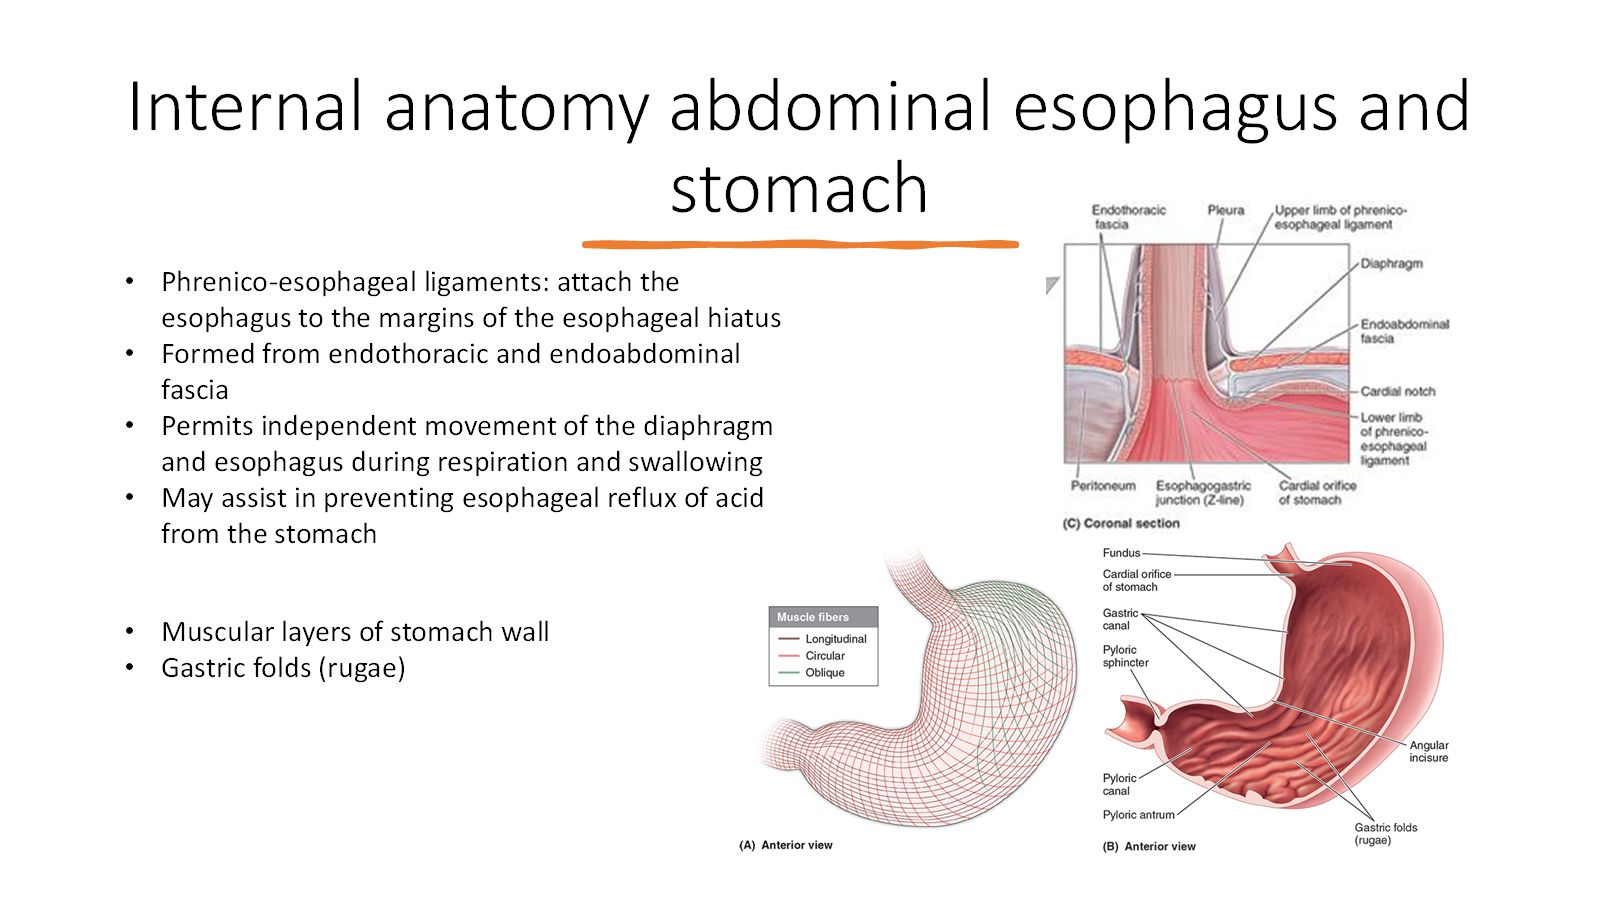 Internal anatomy abdominal esophagus and
stomach
• Phrenico-esophageal ligaments: attach the
esophagus to the margins of the esophageal hiatus
• Formed from endothoracic and endoabdominal
fascia
• Permits independent movement of the diaphragm
and esophagus during respiration and swallowing
• May assist in preventing esophageal reflux of acid
from the stomach
• Muscular layers of stomach wall
• Gastric folds (rugae)
Endothoracic
fascia
Pleura
Upper limb of phrenico-
esophageal ligament
Diaphragm
Endoabdominal
fascia
Cardial notch
Lower limb
of phrenico-
esophageal
ligament
Peritoneum
Esophagogastric
junction (Z-line)
Cardial orifice
of stomach
(C) Coronal section
Muscle fibers
Longitudinal
Circular
Oblique
(A) Anterior view
Fundus
Cardial orifice
of stomach
Gastric
canal
Pyloric
sphincter
Pyloric
canal
Pyloric antrum
Angular
incisure
Gastric folds
(rugae)
(B) Anterior view